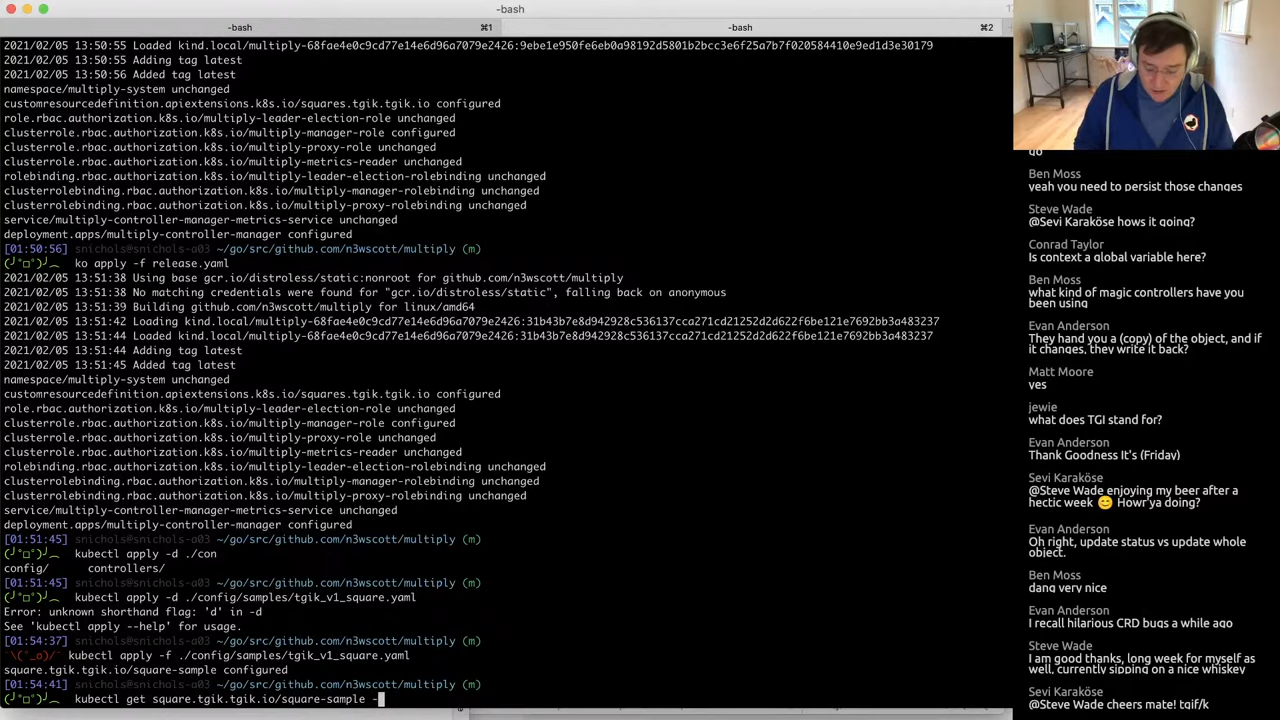 -bash
-bash
⌘1
-bash
⌘2
2021/02/05 13:50:55 Loaded kind.local/multiply-68fae4e0c9cd77e14e6d96a7079e2426:9ebe1e950fe6eb0a98192d5801b2bcc3e6f25a7b7f020584410e9ed1d3e30179
2021/02/05 13:50:55 Adding tag latest
2021/02/05 13:50:56 Added tag latest
namespace/multiply-system unchanged
customresourcedefinition.apiextensions.k8s.io/squares.tgik.tgik.io configured
role.rbac.authorization.k8s.io/multiply-leader-election-role unchanged
clusterrole.rbac.authorization.k8s.io/multiply-manager-role configured
clusterrole.rbac.authorization.k8s.io/multiply-proxy-role unchanged
clusterrole.rbac.authorization.k8s.io/multiply-metrics-reader unchanged
rolebinding.rbac.authorization.k8s.io/multiply-leader-election-rolebinding unchanged
clusterrolebinding.rbac.authorization.k8s.io/multiply-manager-rolebinding unchanged
clusterrolebinding.rbac.authorization.k8s.io/multiply-proxy-rolebinding unchanged
service/multiply-controller-manager-metrics-service unchanged
deployment.apps/multiply-controller-manager configured
[01:50:56] snichols@snichols-a03 ~/go/src/github.com/n3wscott/multiply (m)
(╯°□°)╯︵ ko apply -f release.yaml
2021/02/05 13:51:38 Using base gcr.io/distroless/static:nonroot for github.com/n3wscott/multiply
2021/02/05 13:51:38 No matching credentials were found for "gcr.io/distroless/static", falling back on anonymous
2021/02/05 13:51:39 Building github.com/n3wscott/multiply for linux/amd64
2021/02/05 13:51:42 Loading kind.local/multiply-68fae4e0c9cd77e14e6d96a7079e2426:31b43b7e8d942928c536137cca271cd21252d2d622f6be121e7692bb3a483237
2021/02/05 13:51:44 Loaded kind.local/multiply-68fae4e0c9cd77e14e6d96a7079e2426:31b43b7e8d942928c536137cca271cd21252d2d622f6be121e7692bb3a483237
2021/02/05 13:51:44 Adding tag latest
2021/02/05 13:51:45 Added tag latest
namespace/multiply-system unchanged
customresourcedefinition.apiextensions.k8s.io/squares.tgik.tgik.io configured
role.rbac.authorization.k8s.io/multiply-leader-election-role unchanged
clusterrole.rbac.authorization.k8s.io/multiply-manager-role configured
clusterrole.rbac.authorization.k8s.io/multiply-proxy-role unchanged
clusterrole.rbac.authorization.k8s.io/multiply-metrics-reader unchanged
rolebinding.rbac.authorization.k8s.io/multiply-leader-election-rolebinding unchanged
clusterrolebinding.rbac.authorization.k8s.io/multiply-manager-rolebinding unchanged
clusterrolebinding.rbac.authorization.k8s.io/multiply-proxy-rolebinding unchanged
service/multiply-controller-manager-metrics-service unchanged
deployment.apps/multiply-controller-manager configured
[01:51:45] snichols@snichols-a03 ~/go/src/github.com/n3wscott/multiply (m)
(╯°□°)╯︵ kubectl apply -d ./con
config/ controllers/
[01:51:45] snichols@snichols-a03 ~/go/src/github.com/n3wscott/multiply (m)
(╯°□°)╯︵ kubectl apply -d ./config/samples/tgik_v1_square.yaml
Error: unknown shorthand flag: 'd' in -d
See 'kubectl apply --help' for usage.
[01:54:37] snichols@snichols-a03 ~/go/src/github.com/n3wscott/multiply (m)
¯\(°_o)/¯ kubectl apply -f ./config/samples/tgik_v1_square.yaml
square.tgik.tgik.io/square-sample configured
[01:54:41] snichols@snichols-a03 ~/go/src/github.com/n3wscott/multiply (m)
(╯°□°)╯︵ kubectl get square.tgik.tgik.io/square-sample -
go
Ben Moss
yeah you need to persist those changes
Steve Wade
@Sevi Karaköse hows it going?
Conrad Taylor
Is context a global variable here?
Ben Moss
what kind of magic controllers have you
been using
Evan Anderson
They hand you a (copy) of the object, and if
it changes, they write it back?
Matt Moore
yes
jewie
what does TGI stand for?
Evan Anderson
Thank Goodness It's (Friday)
Sevi Karaköse
@Steve Wade enjoying my beer after a
hectic week 😊 Howr'ya doing?
Evan Anderson
Oh right, update status vs update whole
object.
Ben Moss
dang very nice
Evan Anderson
I recall hilarious CRD bugs a while ago
Steve Wade
I am good thanks, long week for myself as
well, currently sipping on a nice whiskey
Sevi Karaköse
@Steve Wade cheers mate! tgif/k